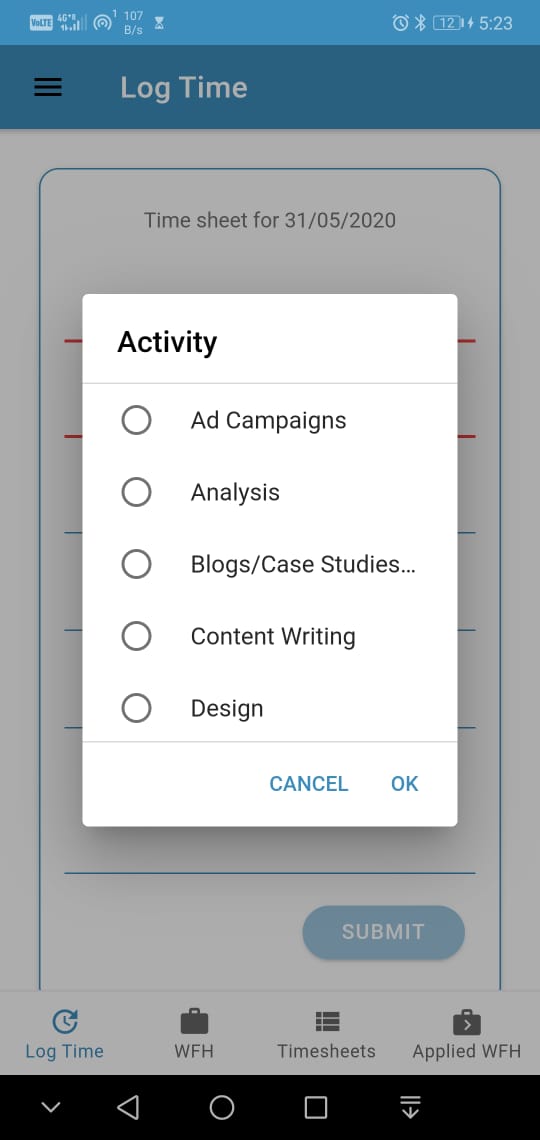 VoLTE 4G+R 1 107 B/s 12 5:23
Log Time
Time sheet for 31/05/2020
Activity
Ad Campaigns
Analysis
Blogs/Case Studies...
Content Writing
Design
CANCEL OK
SUBMIT
Log Time WFH Timesheets Applied WFH